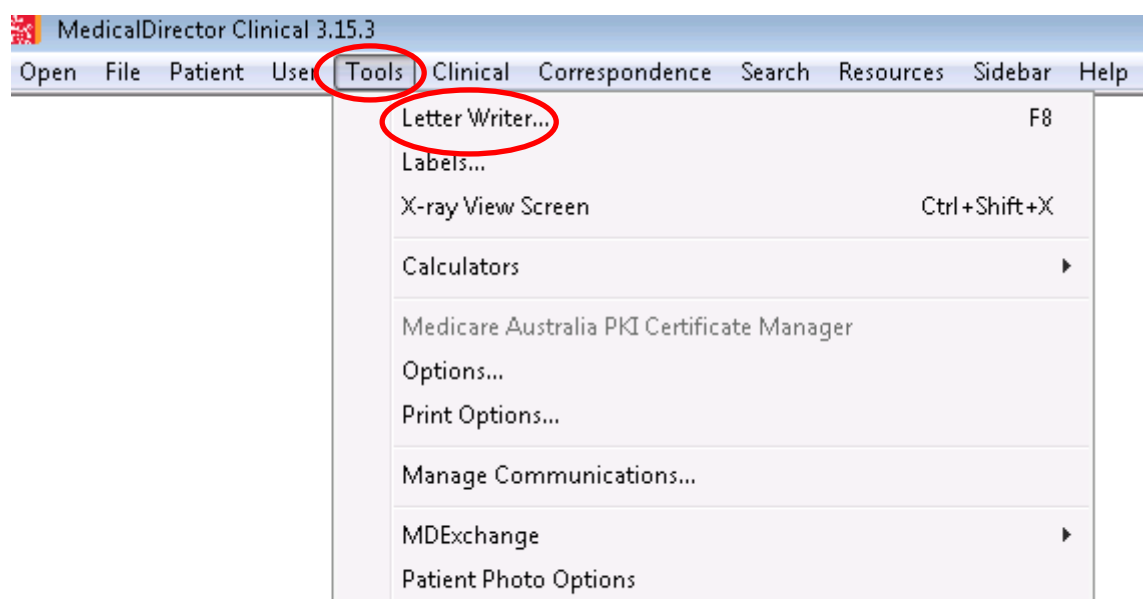 MedicalDirector Clinical 3.15.3
Open File Patient User Tools Clinical Correspondence Search Resources Sidebar Help
Letter Writer... F8
Labels...
X-ray View Screen Ctrl+Shift+X
Calculators
Medicare Australia PKI Certificate Manager
Options...
Print Options...
Manage Communications...
MDExchange
Patient Photo Options